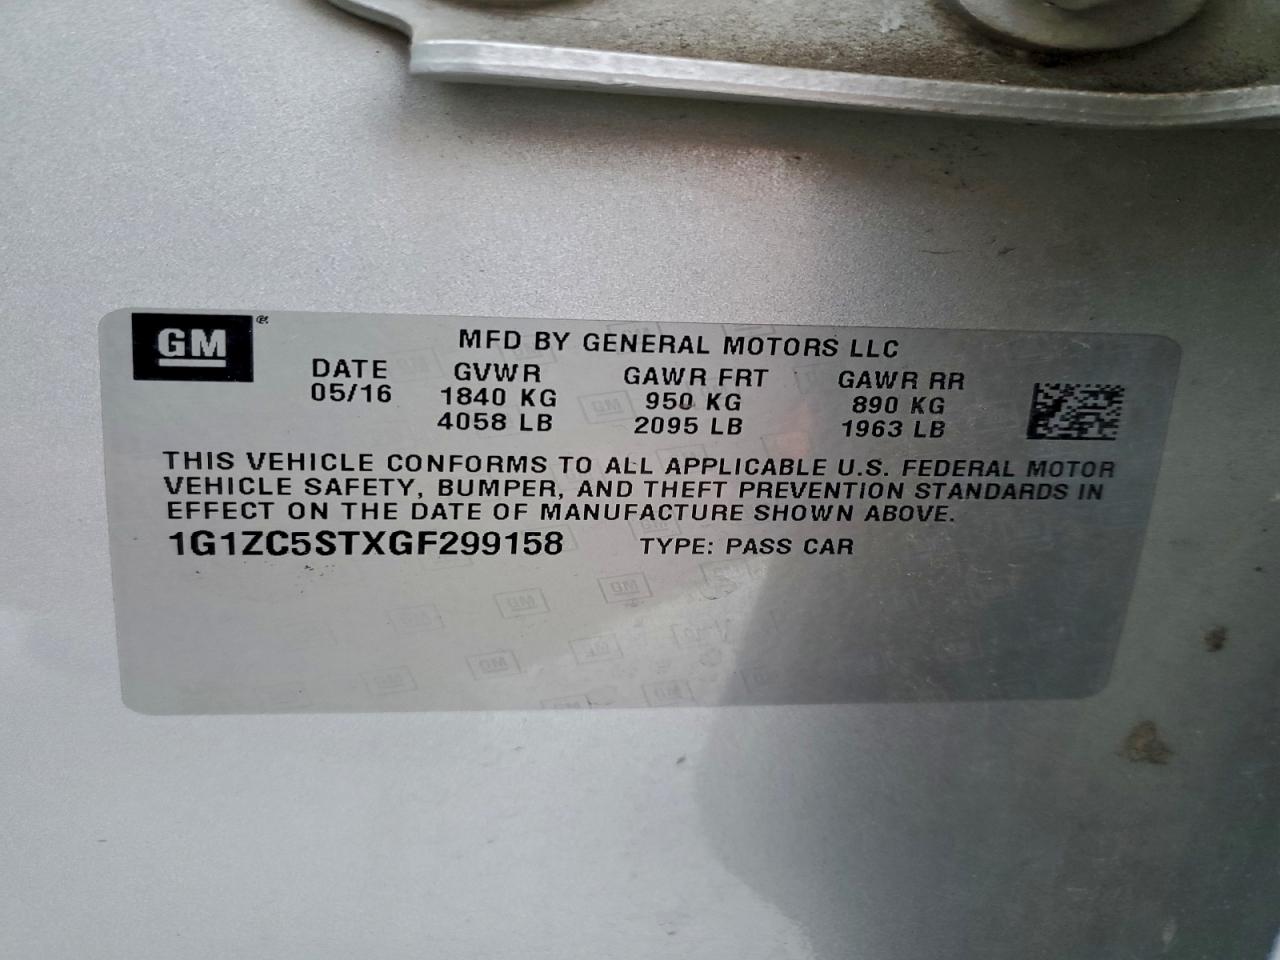 GM®
MFD BY GENERAL MOTORS LLC
DATE GVWR GAWR FRT GAWR RR
05/16 1840 KG 950 KG 890 KG
4058 LB 2095 LB 1963 LB
THIS VEHICLE CONFORMS TO ALL APPLICABLE U.S. FEDERAL MOTOR
VEHICLE SAFETY, BUMPER, AND THEFT PREVENTION STANDARDS IN
EFFECT ON THE DATE OF MANUFACTURE SHOWN ABOVE.
1G1ZC5STXGF299158 TYPE: PASS CAR